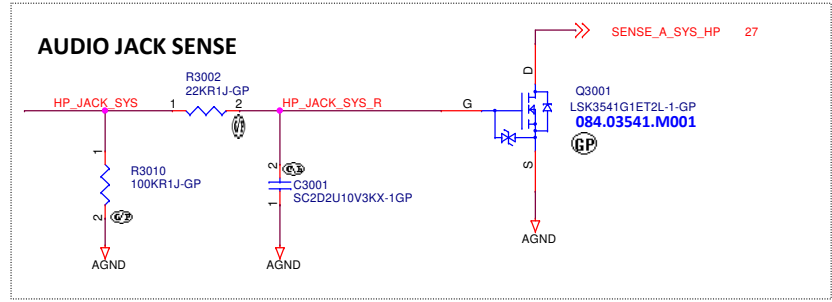 AUDIO JACK SENSE
SENSE_A_SYS_HP 27
D
R3002
22KR1J-GP
HP_JACK_SYS 1 2 HP_JACK_SYS_R G
Q3001
LSK3541G1ET2L-1-GP
084.03541.M001
GP
S
1
R3010
100KR1J-GP
2
G/P
2
C3001
SC2D2U10V3KX-1GP
1
AGND
AGND
AGND